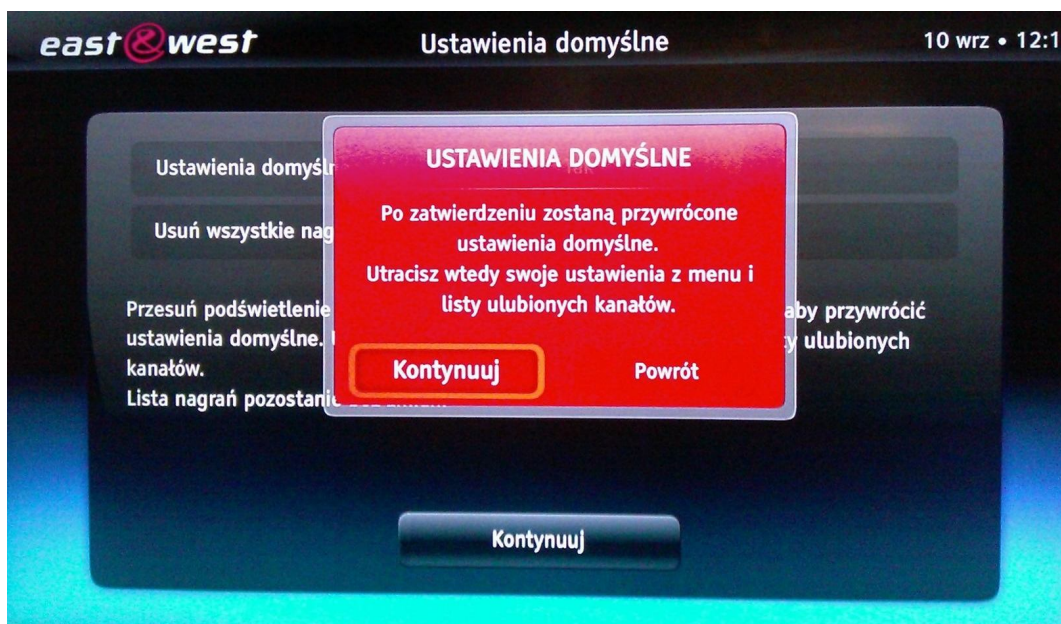 east&west
Ustawienia domyślne
10 wrz • 12:1
Ustawienia domyśln
Usuń wszystkie nag
USTAWIENIA DOMYŚLNE
Po zatwierdzeniu zostaną przywrócone
ustawienia domyślne.
Utracisz wtedy swoje ustawienia z menu i
listy ulubionych kanałów.
Kontynuuj
Powrót
Przesuń podświetlenie aby przywrócić
ustawienia domyślne. ulubionych
kanałów.
Lista nagrań pozostanie
Kontynuuj